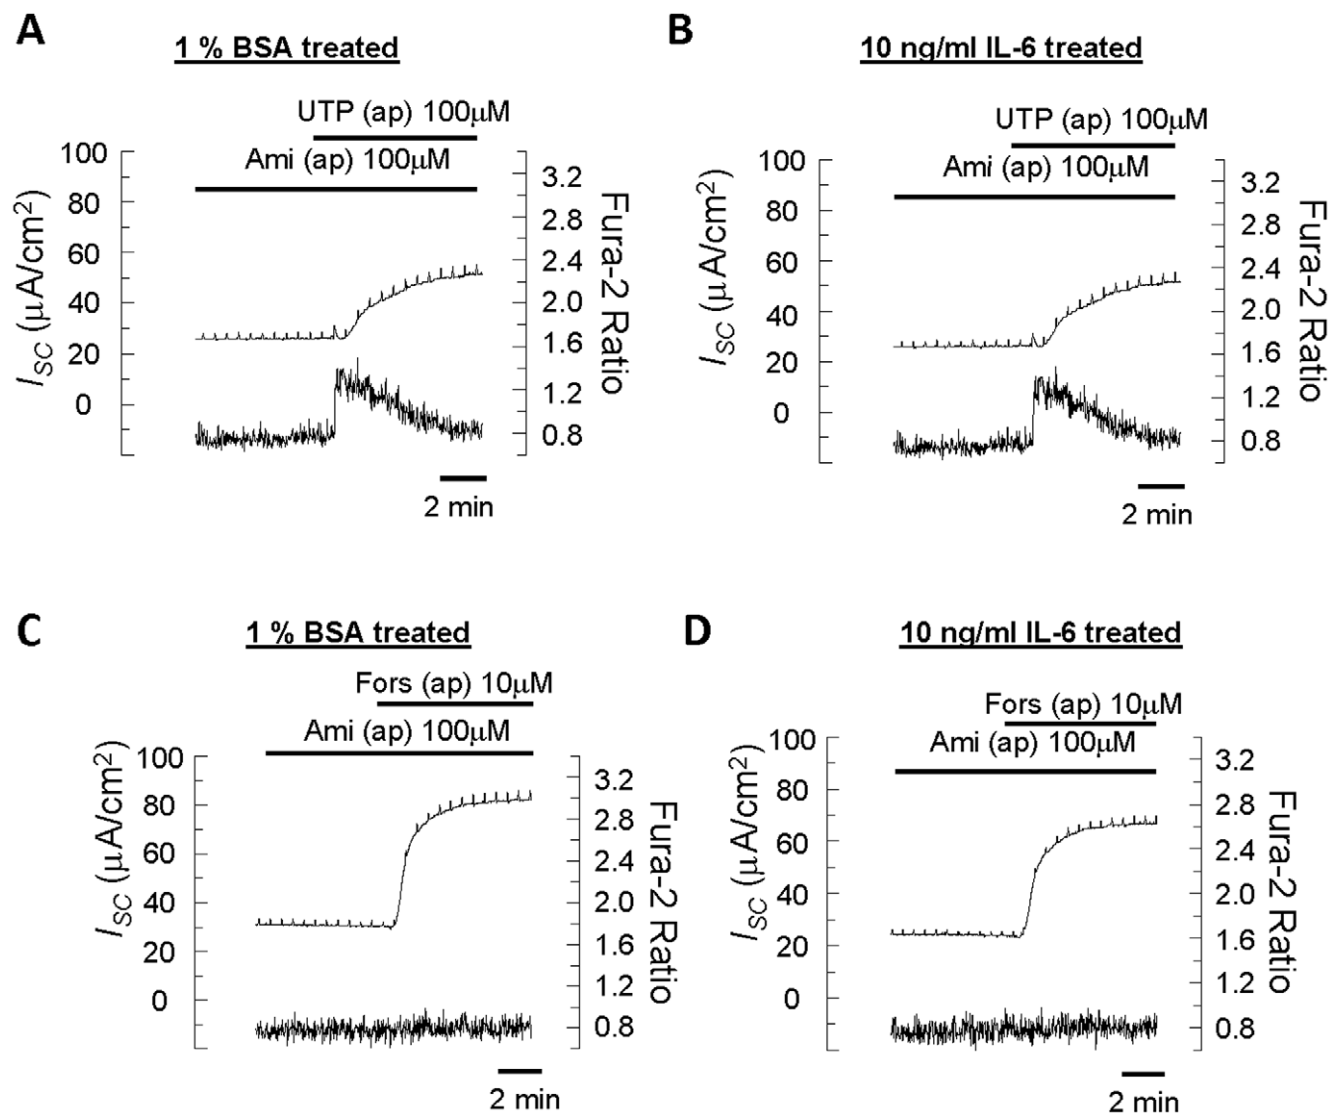 A
1 % BSA treated
UTP (ap) 100μM
Ami (ap) 100μM
100
80
60
40
20
0
I_SC (μA/cm²)
3.2
2.8
2.4
2.0
1.6
1.2
0.8
Fura-2 Ratio
2 min
B
10 ng/ml IL-6 treated
UTP (ap) 100μM
Ami (ap) 100μM
100
80
60
40
20
0
I_SC (μA/cm²)
3.2
2.8
2.4
2.0
1.6
1.2
0.8
Fura-2 Ratio
2 min
C
1 % BSA treated
Fors (ap) 10μM
Ami (ap) 100μM
100
80
60
40
20
0
I_SC (μA/cm²)
3.2
2.8
2.4
2.0
1.6
1.2
0.8
Fura-2 Ratio
2 min
D
10 ng/ml IL-6 treated
Fors (ap) 10μM
Ami (ap) 100μM
100
80
60
40
20
0
I_SC (μA/cm²)
3.2
2.8
2.4
2.0
1.6
1.2
0.8
Fura-2 Ratio
2 min